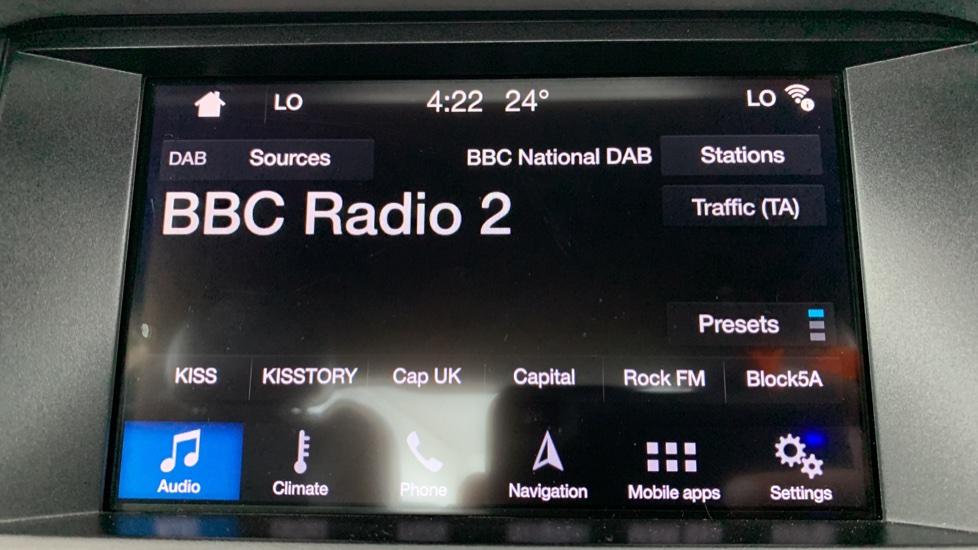 LO 4:22 24° LO
DAB Sources BBC National DAB Stations
BBC Radio 2
Traffic (TA)
Presets
KISS KISSTORY Cap UK Capital Rock FM Block5A
Audio Climate Phone Navigation Mobile apps Settings